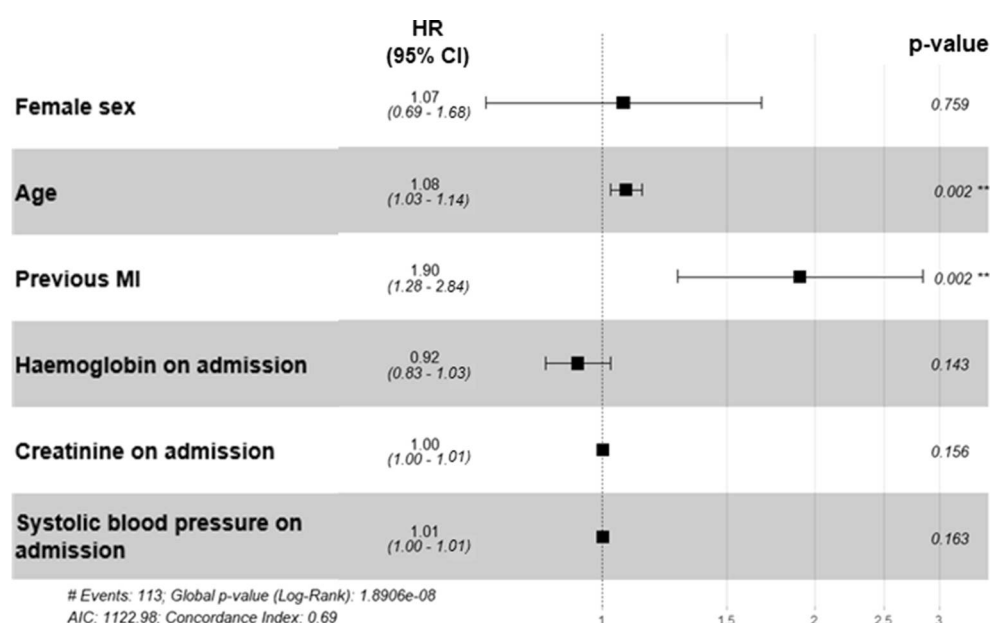 HR
(95% CI)
p-value
Female sex
1.07
(0.69 - 1.68)
0.759
Age
1.08
(1.03 - 1.14)
0.002 **
Previous MI
1.90
(1.28 - 2.84)
0.002 **
Haemoglobin on admission
0.92
(0.83 - 1.03)
0.143
Creatinine on admission
1.00
(1.00 - 1.01)
0.156
Systolic blood pressure on
admission
1.01
(1.00 - 1.01)
0.163
# Events: 113; Global p-value (Log-Rank): 1.8906e-08
AIC: 1122.98; Concordance Index: 0.69
1 1.5 2 2.5 3